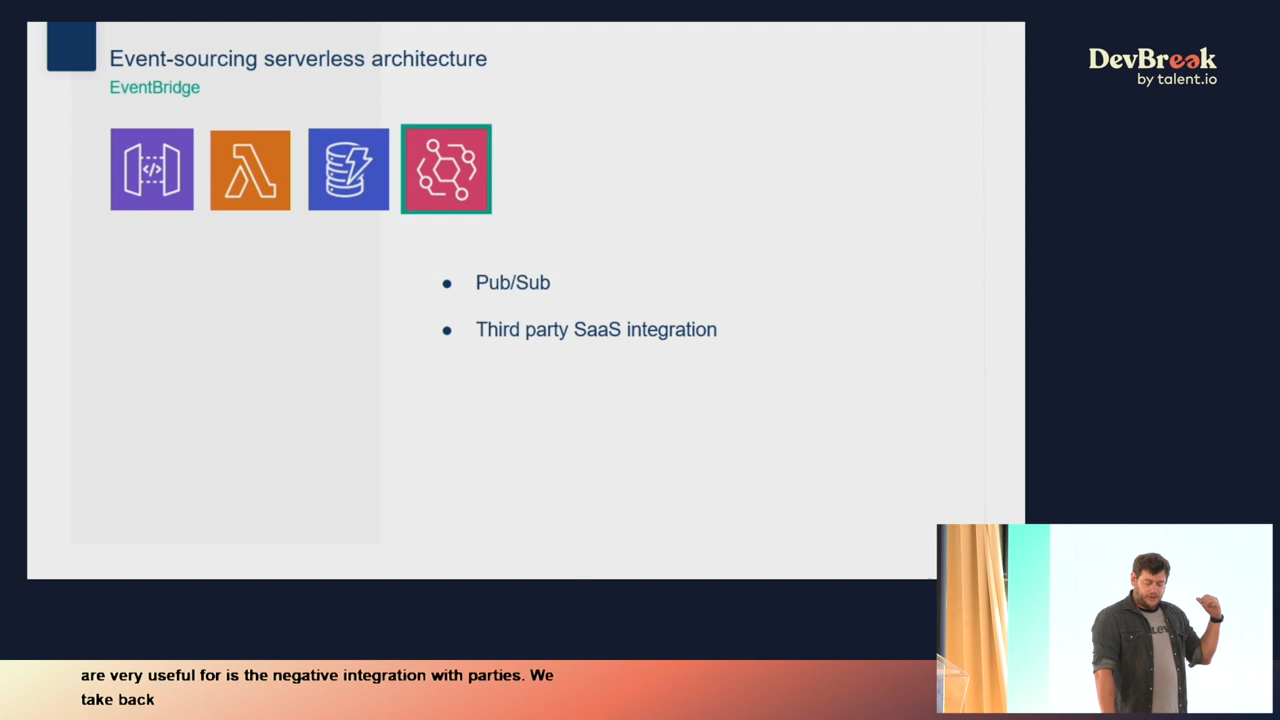 Event-sourcing serverless architecture
EventBridge
DevBreak
by talent.io
</>
• Pub/Sub
• Third party SaaS integration
are very useful for is the negative integration with parties. We
take back